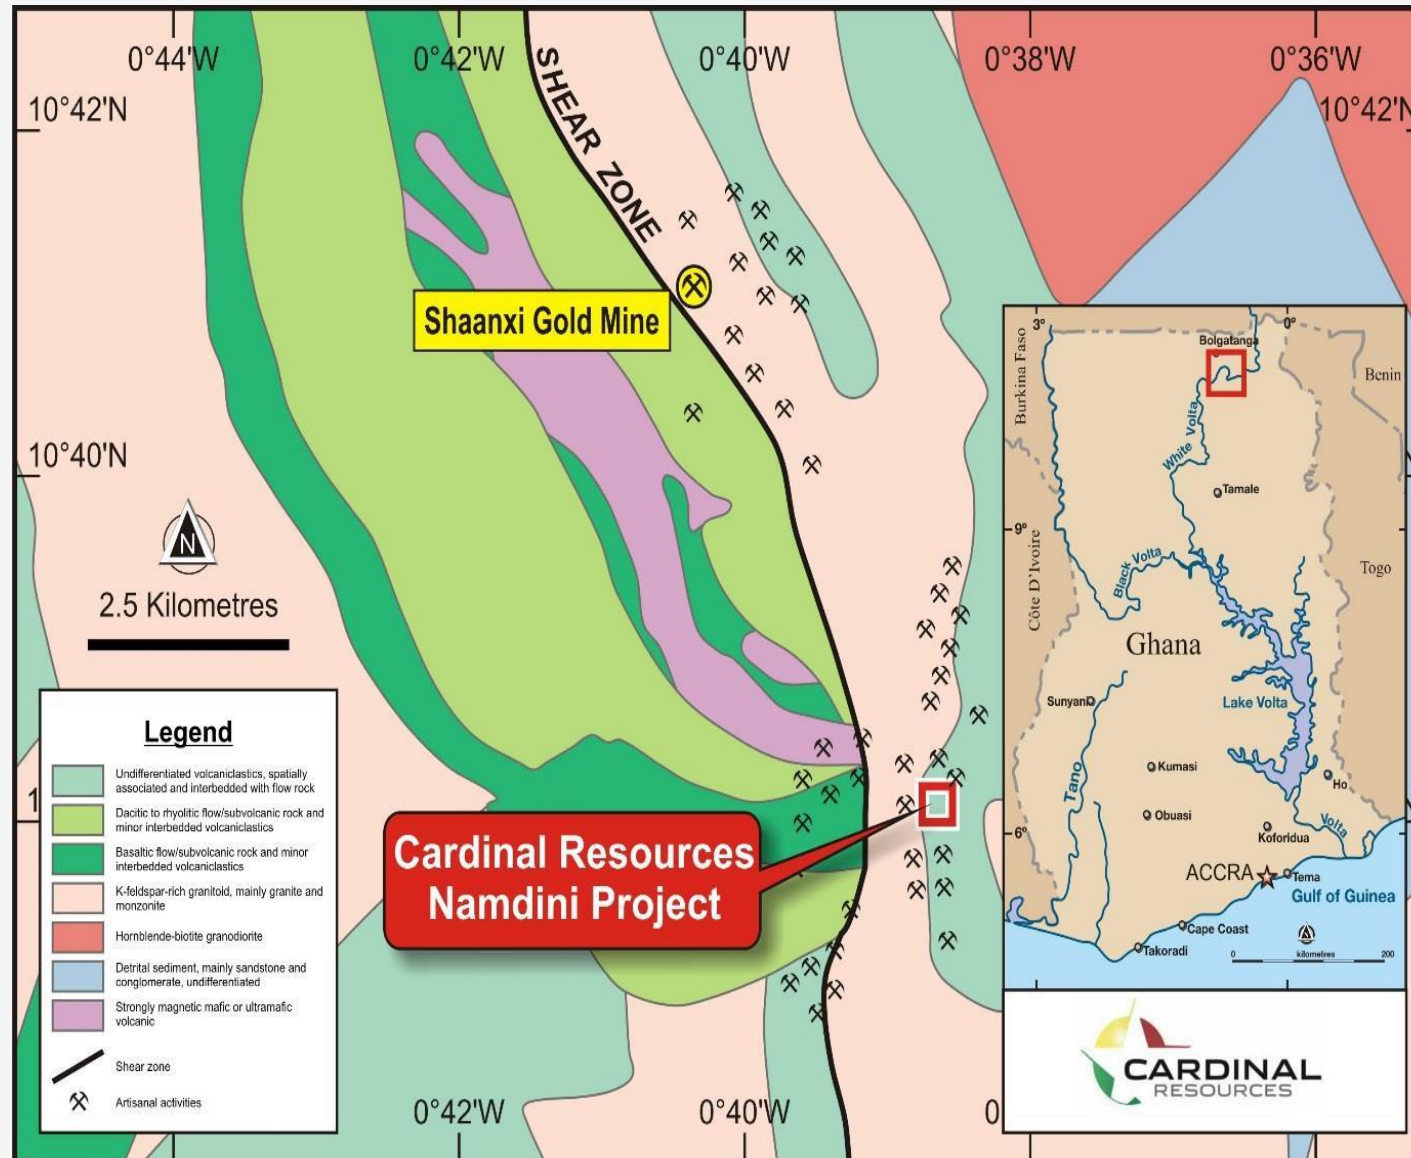 0°44'W
0°42'W
0°40'W
0°38'W
0°36'W
10°42'N
10°42'N
SHEAR ZONE
Shaanxi Gold Mine
10°40'N
N
2.5 Kilometres
Legend
Undifferentiated volcaniclastics, spatially
associated and interbedded with flow rock
Dacitic to rhyolitic flow/subvolcanic rock and
minor interbedded volcaniclastics
Basaltic flow/subvolcanic rock and minor
interbedded volcaniclastics
K-feldspar-rich granitoid, mainly granite and
monzonite
Hornblende-biotite granodiorite
Detrital sediment, mainly sandstone and
conglomerate, undifferentiated
Strongly magnetic mafic or ultramafic
volcanic
Shear zone
Artisanal activities
Cardinal Resources
Namdini Project
0°42'W
0°40'W
3°
0°
Bolgatanga
Burkina Faso
Benin
White Volta
Tamale
9°
Black Volta
Côte D'Ivoire
Togo
Ghana
Sunyani
Lake Volta
Kumasi
Tano
Ho
Obuasi
Volta
6°
Koforidua
ACCRA
Tema
Gulf of Guinea
Cape Coast
Takoradi
0 kilometres 200
CARDINAL
RESOURCES